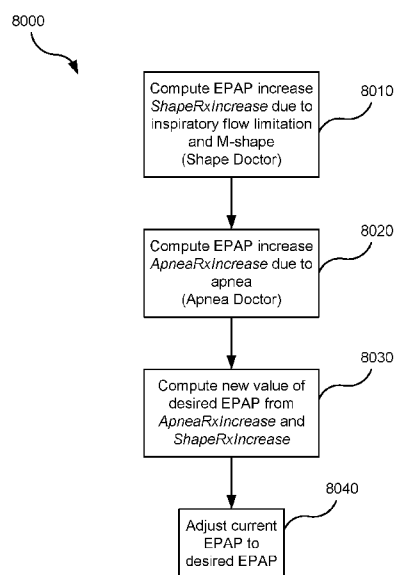 8000
Compute EPAP increase
ShapeRxIncrease due to
inspiratory flow limitation
and M-shape
(Shape Doctor)
8010
Compute EPAP increase
ApneaRxIncrease due to
apnea
(Apnea Doctor)
8020
Compute new value of
desired EPAP from
ApneaRxIncrease and
ShapeRxIncrease
8030
Adjust current
EPAP to
desired EPAP
8040